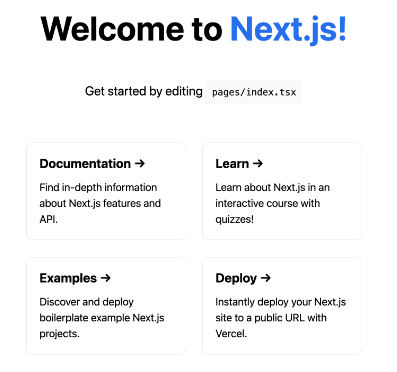 Welcome to Next.js!
Get started by editing pages/index.tsx
Documentation →
Find in-depth information
about Next.js features and
API.
Learn →
Learn about Next.js in an
interactive course with
quizzes!
Examples →
Discover and deploy
boilerplate example Next.js
projects.
Deploy →
Instantly deploy your Next.js
site to a public URL with
Vercel.